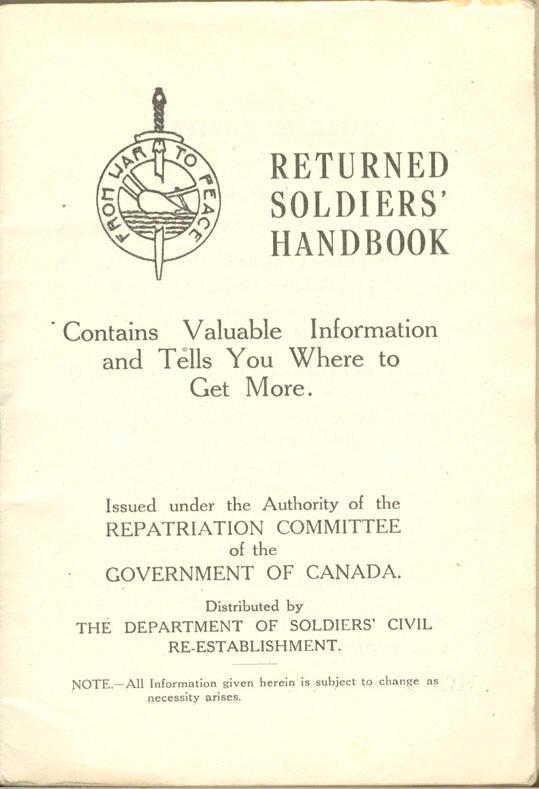 FROM WAR TO PEACE
RETURNED
SOLDIERS'
HANDBOOK
Contains Valuable Information
and Tells You Where to
Get More.
Issued under the Authority of the
REPATRIATION COMMITTEE
of the
GOVERNMENT OF CANADA.
Distributed by
THE DEPARTMENT OF SOLDIERS' CIVIL
RE-ESTABLISHMENT.
NOTE.—All Information given herein is subject to change as
necessity arises.